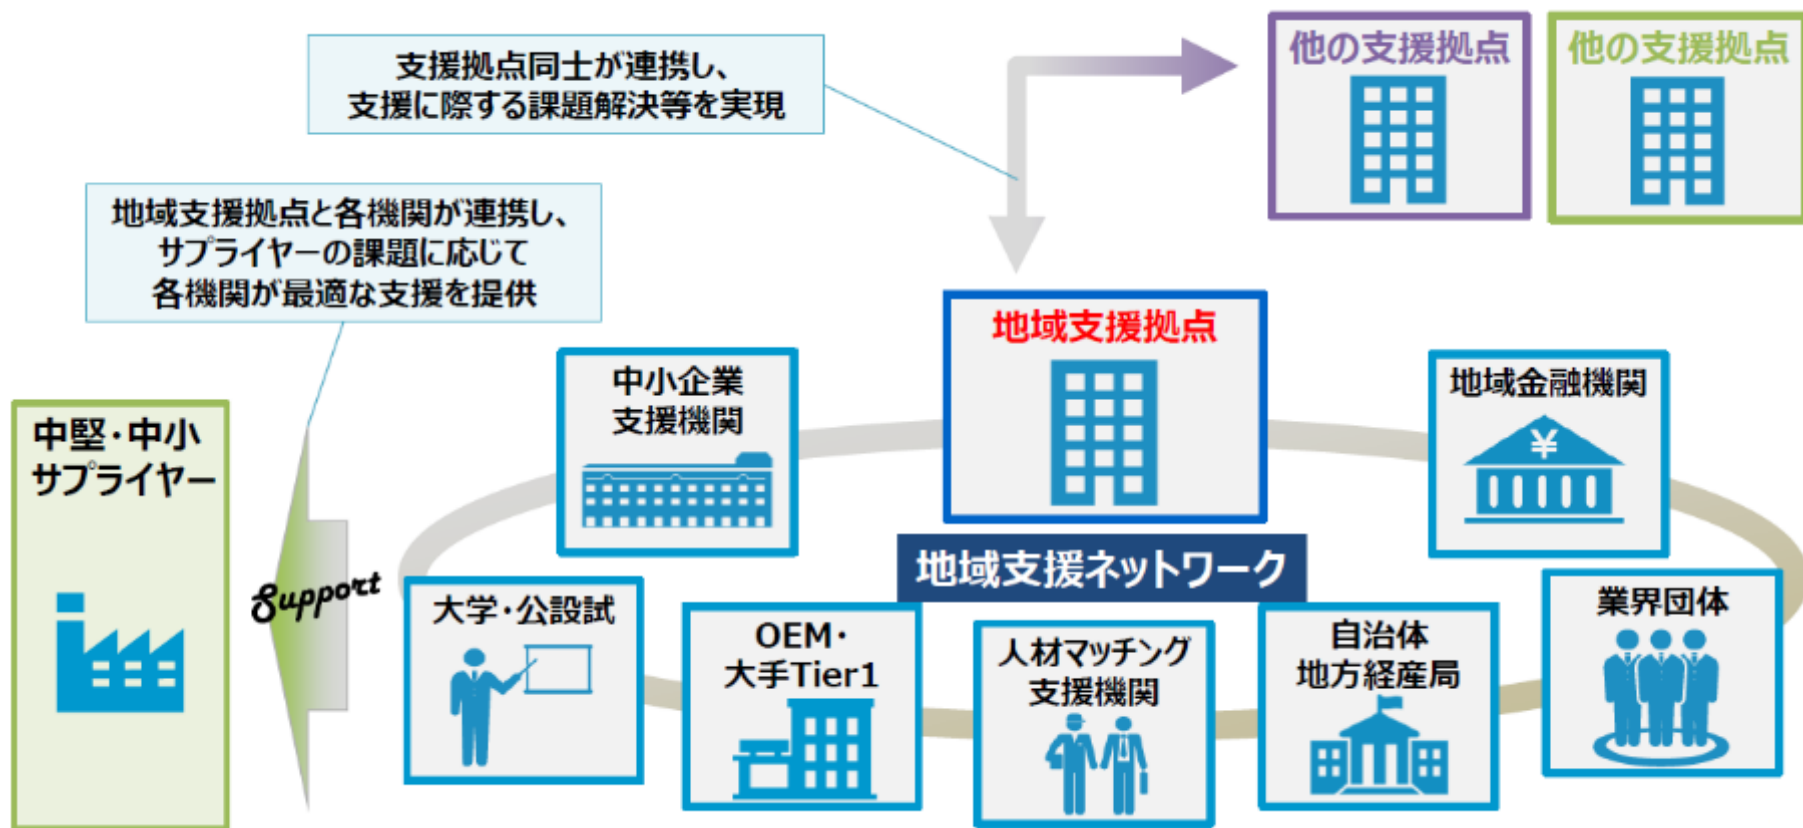 支援拠点同士が連携し、
支援に際する課題解決等を実現
他の支援拠点
他の支援拠点
地域支援拠点と各機関が連携し、
サプライヤーの課題に応じて
各機関が最適な支援を提供
地域支援拠点
中小企業
支援機関
地域金融機関
¥
中堅・中小
サプライヤー
Support
地域支援ネットワーク
大学・公設試
OEM・
大手Tier1
人材マッチング
支援機関
自治体
地方経産局
業界団体